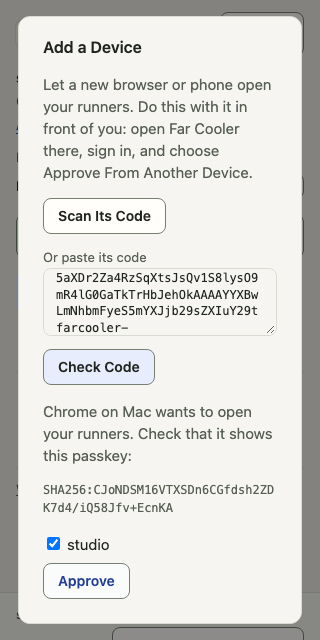 Add a Device
Let a new browser or phone open
your runners. Do this with it in
front of you: open Far Cooler
there, sign in, and choose
Approve From Another Device.
Scan Its Code
Or paste its code
5aXDr2Za4RzSqXtsJsQv1S8lysO9
mR4lG0GaTkTrHbJehOkAAAAYYXBw
LmNhbmFyeS5mYXJjb29sZXIuY29t
farcooler-
Check Code
Chrome on Mac wants to open
your runners. Check that it shows
this passkey:
SHA256:CJoNDSM16VTXSDn6CGfdsh2ZD
K7d4/iQ58Jfv+EcnKA
studio
Approve